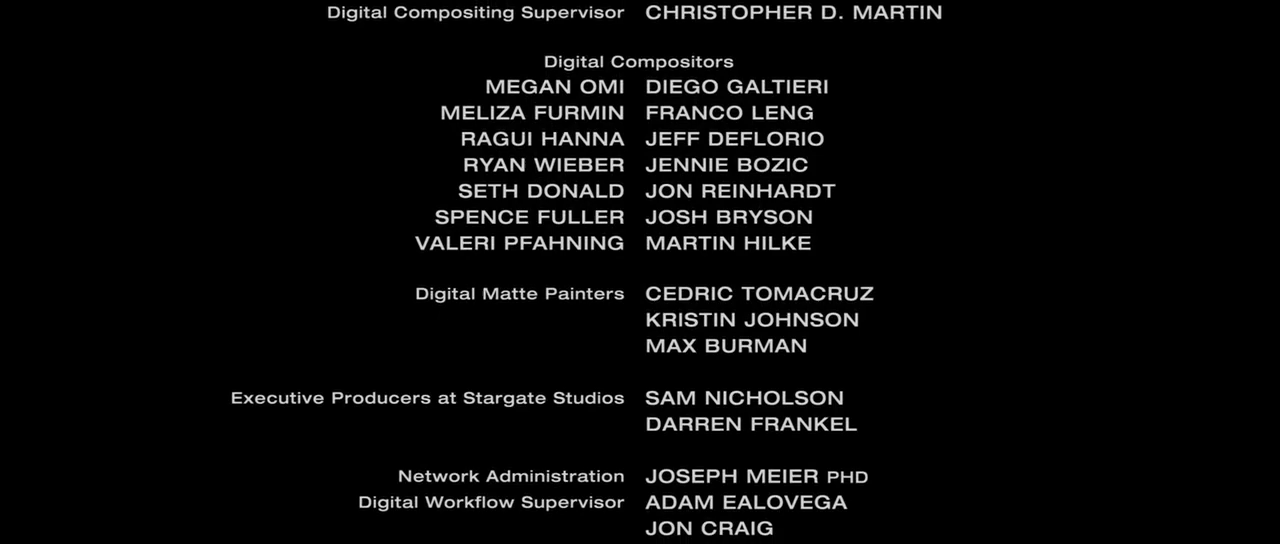 Digital Compositing Supervisor CHRISTOPHER D. MARTIN
Digital Compositors
MEGAN OMI DIEGO GALTIERI
MELIZA FURMIN FRANCO LENG
RAGUI HANNA JEFF DEFLORIO
RYAN WIEBER JENNIE BOZIC
SETH DONALD JON REINHARDT
SPENCE FULLER JOSH BRYSON
VALERI PFAHNING MARTIN HILKE
Digital Matte Painters CEDRIC TOMACRUZ
KRISTIN JOHNSON
MAX BURMAN
Executive Producers at Stargate Studios SAM NICHOLSON
DARREN FRANKEL
Network Administration JOSEPH MEIER PHD
Digital Workflow Supervisor ADAM EALOVEGA
JON CRAIG